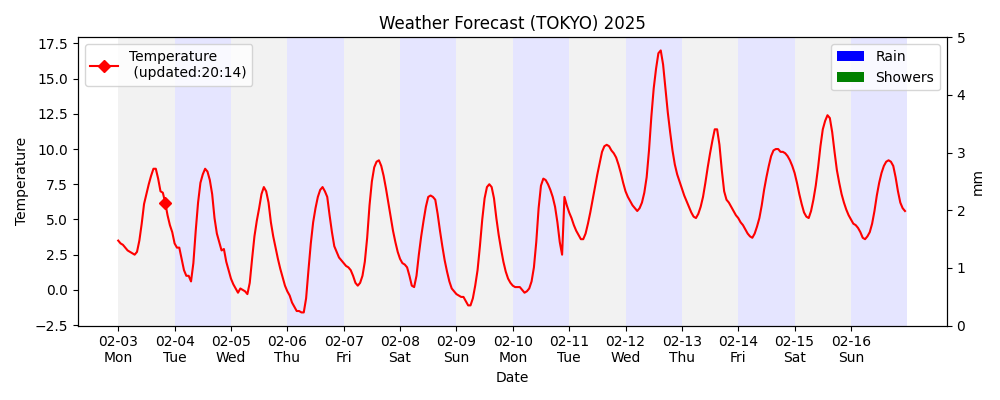 Weather Forecast (TOKYO) 2025
Temperature
(updated:20:14)
Rain
Showers
17.5
15.0
12.5
10.0
7.5
5.0
2.5
0.0
−2.5
Temperature
5
4
3
2
1
0
mm
02-03 02-04 02-05 02-06 02-07 02-08 02-09 02-10 02-11 02-12 02-13 02-14 02-15 02-16
Mon Tue Wed Thu Fri Sat Sun Mon Tue Wed Thu Fri Sat Sun
Date